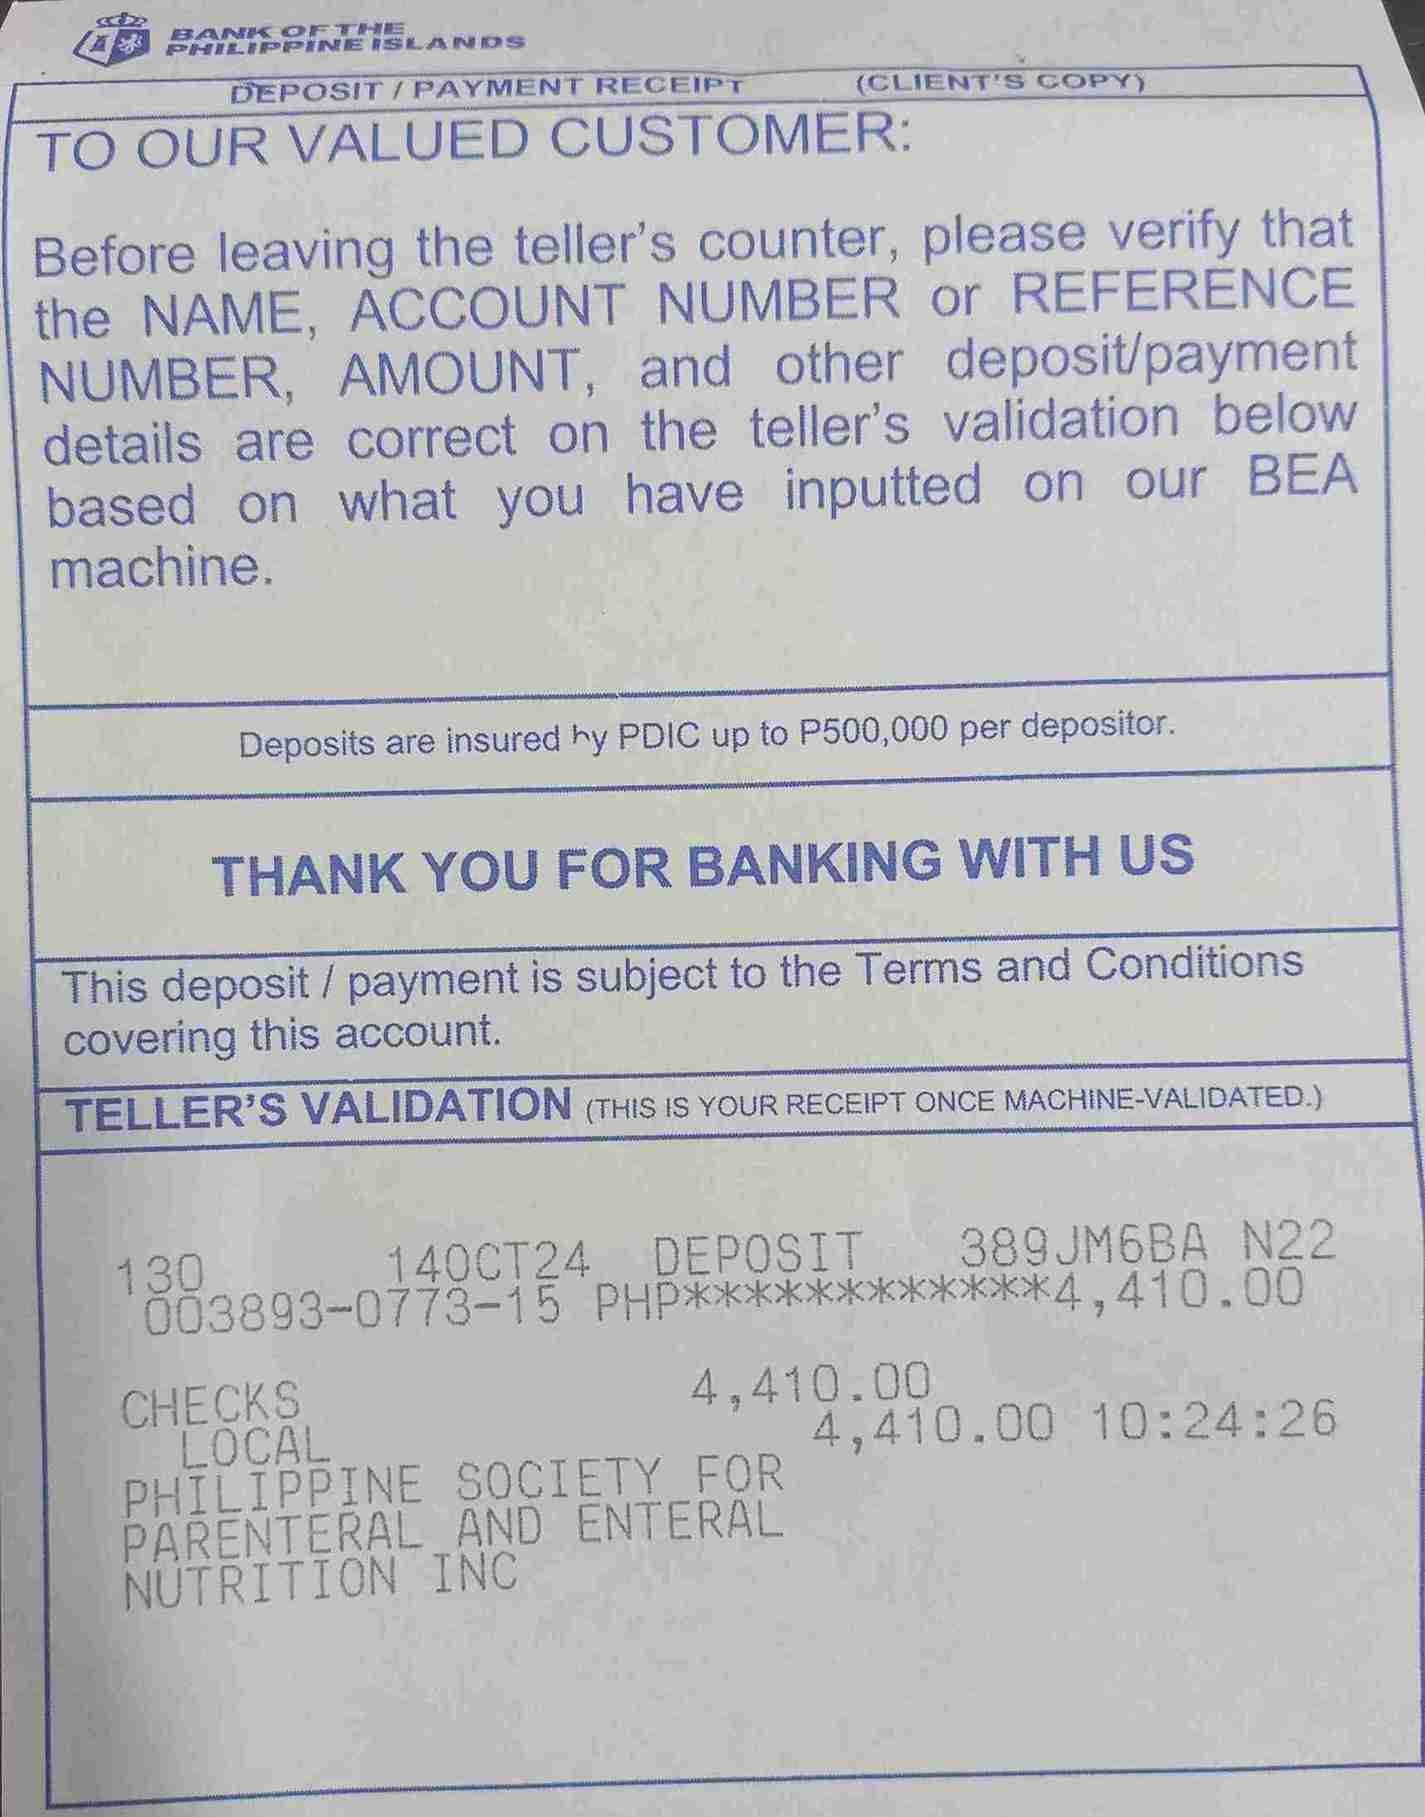 BANK OF THE
PHILIPPINE ISLANDS
DEPOSIT / PAYMENT RECEIPT (CLIENT'S COPY)
TO OUR VALUED CUSTOMER:
Before leaving the teller's counter, please verify that
the NAME, ACCOUNT NUMBER or REFERENCE
NUMBER, AMOUNT, and other deposit/payment
details are correct on the teller's validation below
based on what you have inputted on our BEA
machine.
Deposits are insured by PDIC up to P500,000 per depositor.
THANK YOU FOR BANKING WITH US
This deposit / payment is subject to the Terms and Conditions
covering this account.
TELLER'S VALIDATION (THIS IS YOUR RECEIPT ONCE MACHINE-VALIDATED.)
130 14OCT24 DEPOSIT 389JM6BA N22
003893-0773-15 PHP************4,410.00
CHECKS 4,410.00
LOCAL 4,410.00 10:24:26
PHILIPPINE SOCIETY FOR
PARENTERAL AND ENTERAL
NUTRITION INC